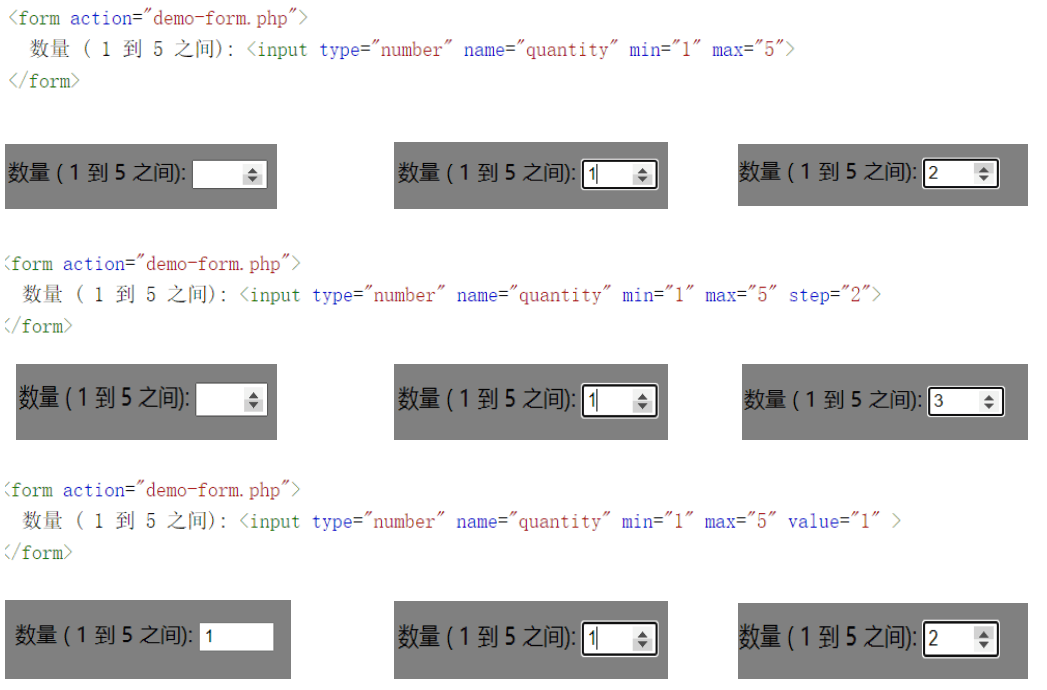 <form action="demo-form.php">
数量 ( 1 到 5 之间): <input type="number" name="quantity" min="1" max="5">
</form>
数量 ( 1 到 5 之间):
数量 ( 1 到 5 之间): 1
数量 ( 1 到 5 之间): 2
<form action="demo-form.php">
数量 ( 1 到 5 之间): <input type="number" name="quantity" min="1" max="5" step="2">
</form>
数量 ( 1 到 5 之间):
数量 ( 1 到 5 之间): 1
数量 ( 1 到 5 之间): 3
<form action="demo-form.php">
数量 ( 1 到 5 之间): <input type="number" name="quantity" min="1" max="5" value="1" >
</form>
数量 ( 1 到 5 之间): 1
数量 ( 1 到 5 之间): 1
数量 ( 1 到 5 之间): 2